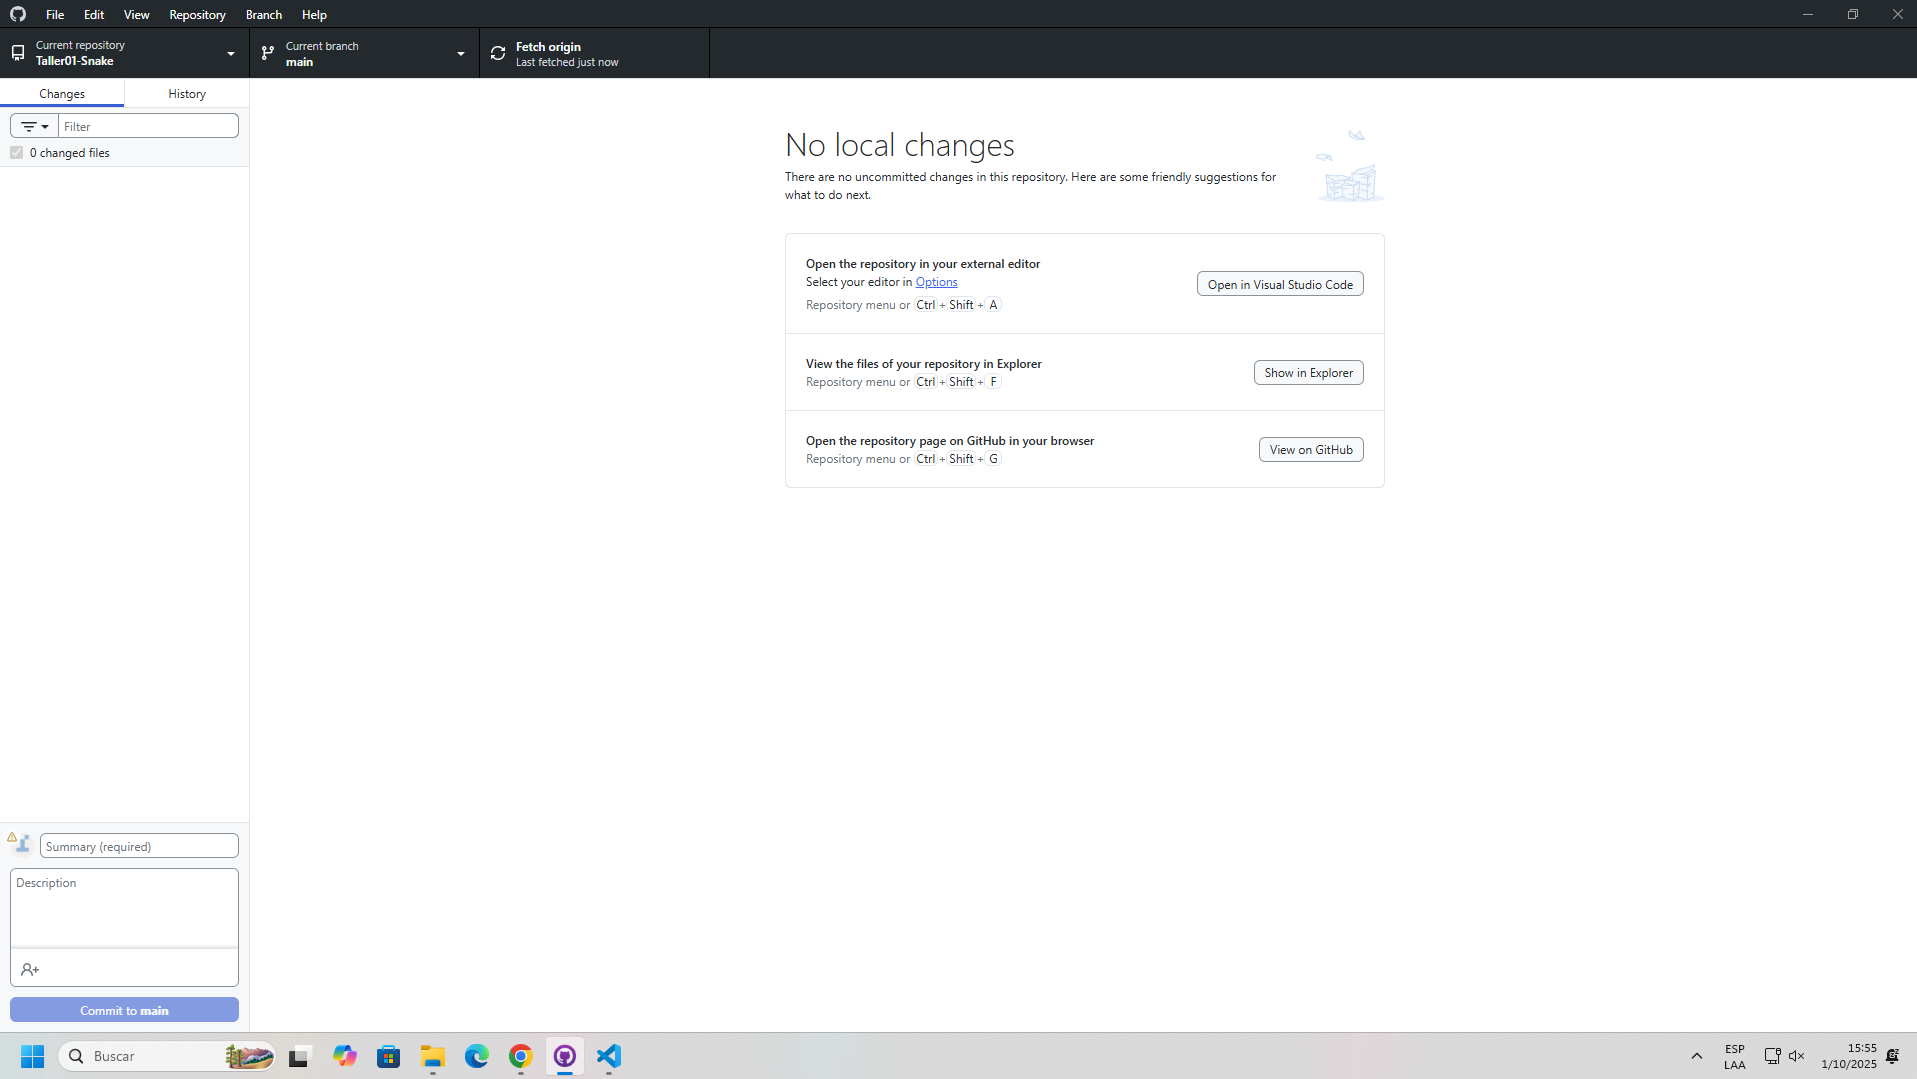 File Edit View Repository Branch Help
Current repository
Taller01-Snake
Current branch
main
Fetch origin
Last fetched just now
Changes History
Filter
0 changed files
No local changes
There are no uncommitted changes in this repository. Here are some friendly suggestions for
what to do next.
Open the repository in your external editor
Select your editor in Options
Repository menu or Ctrl + Shift + A
Open in Visual Studio Code
View the files of your repository in Explorer
Repository menu or Ctrl + Shift + F
Show in Explorer
Open the repository page on GitHub in your browser
Repository menu or Ctrl + Shift + G
View on GitHub
Summary (required)
Description
Commit to main
Buscar
ESP
LAA
15:55
1/10/2025